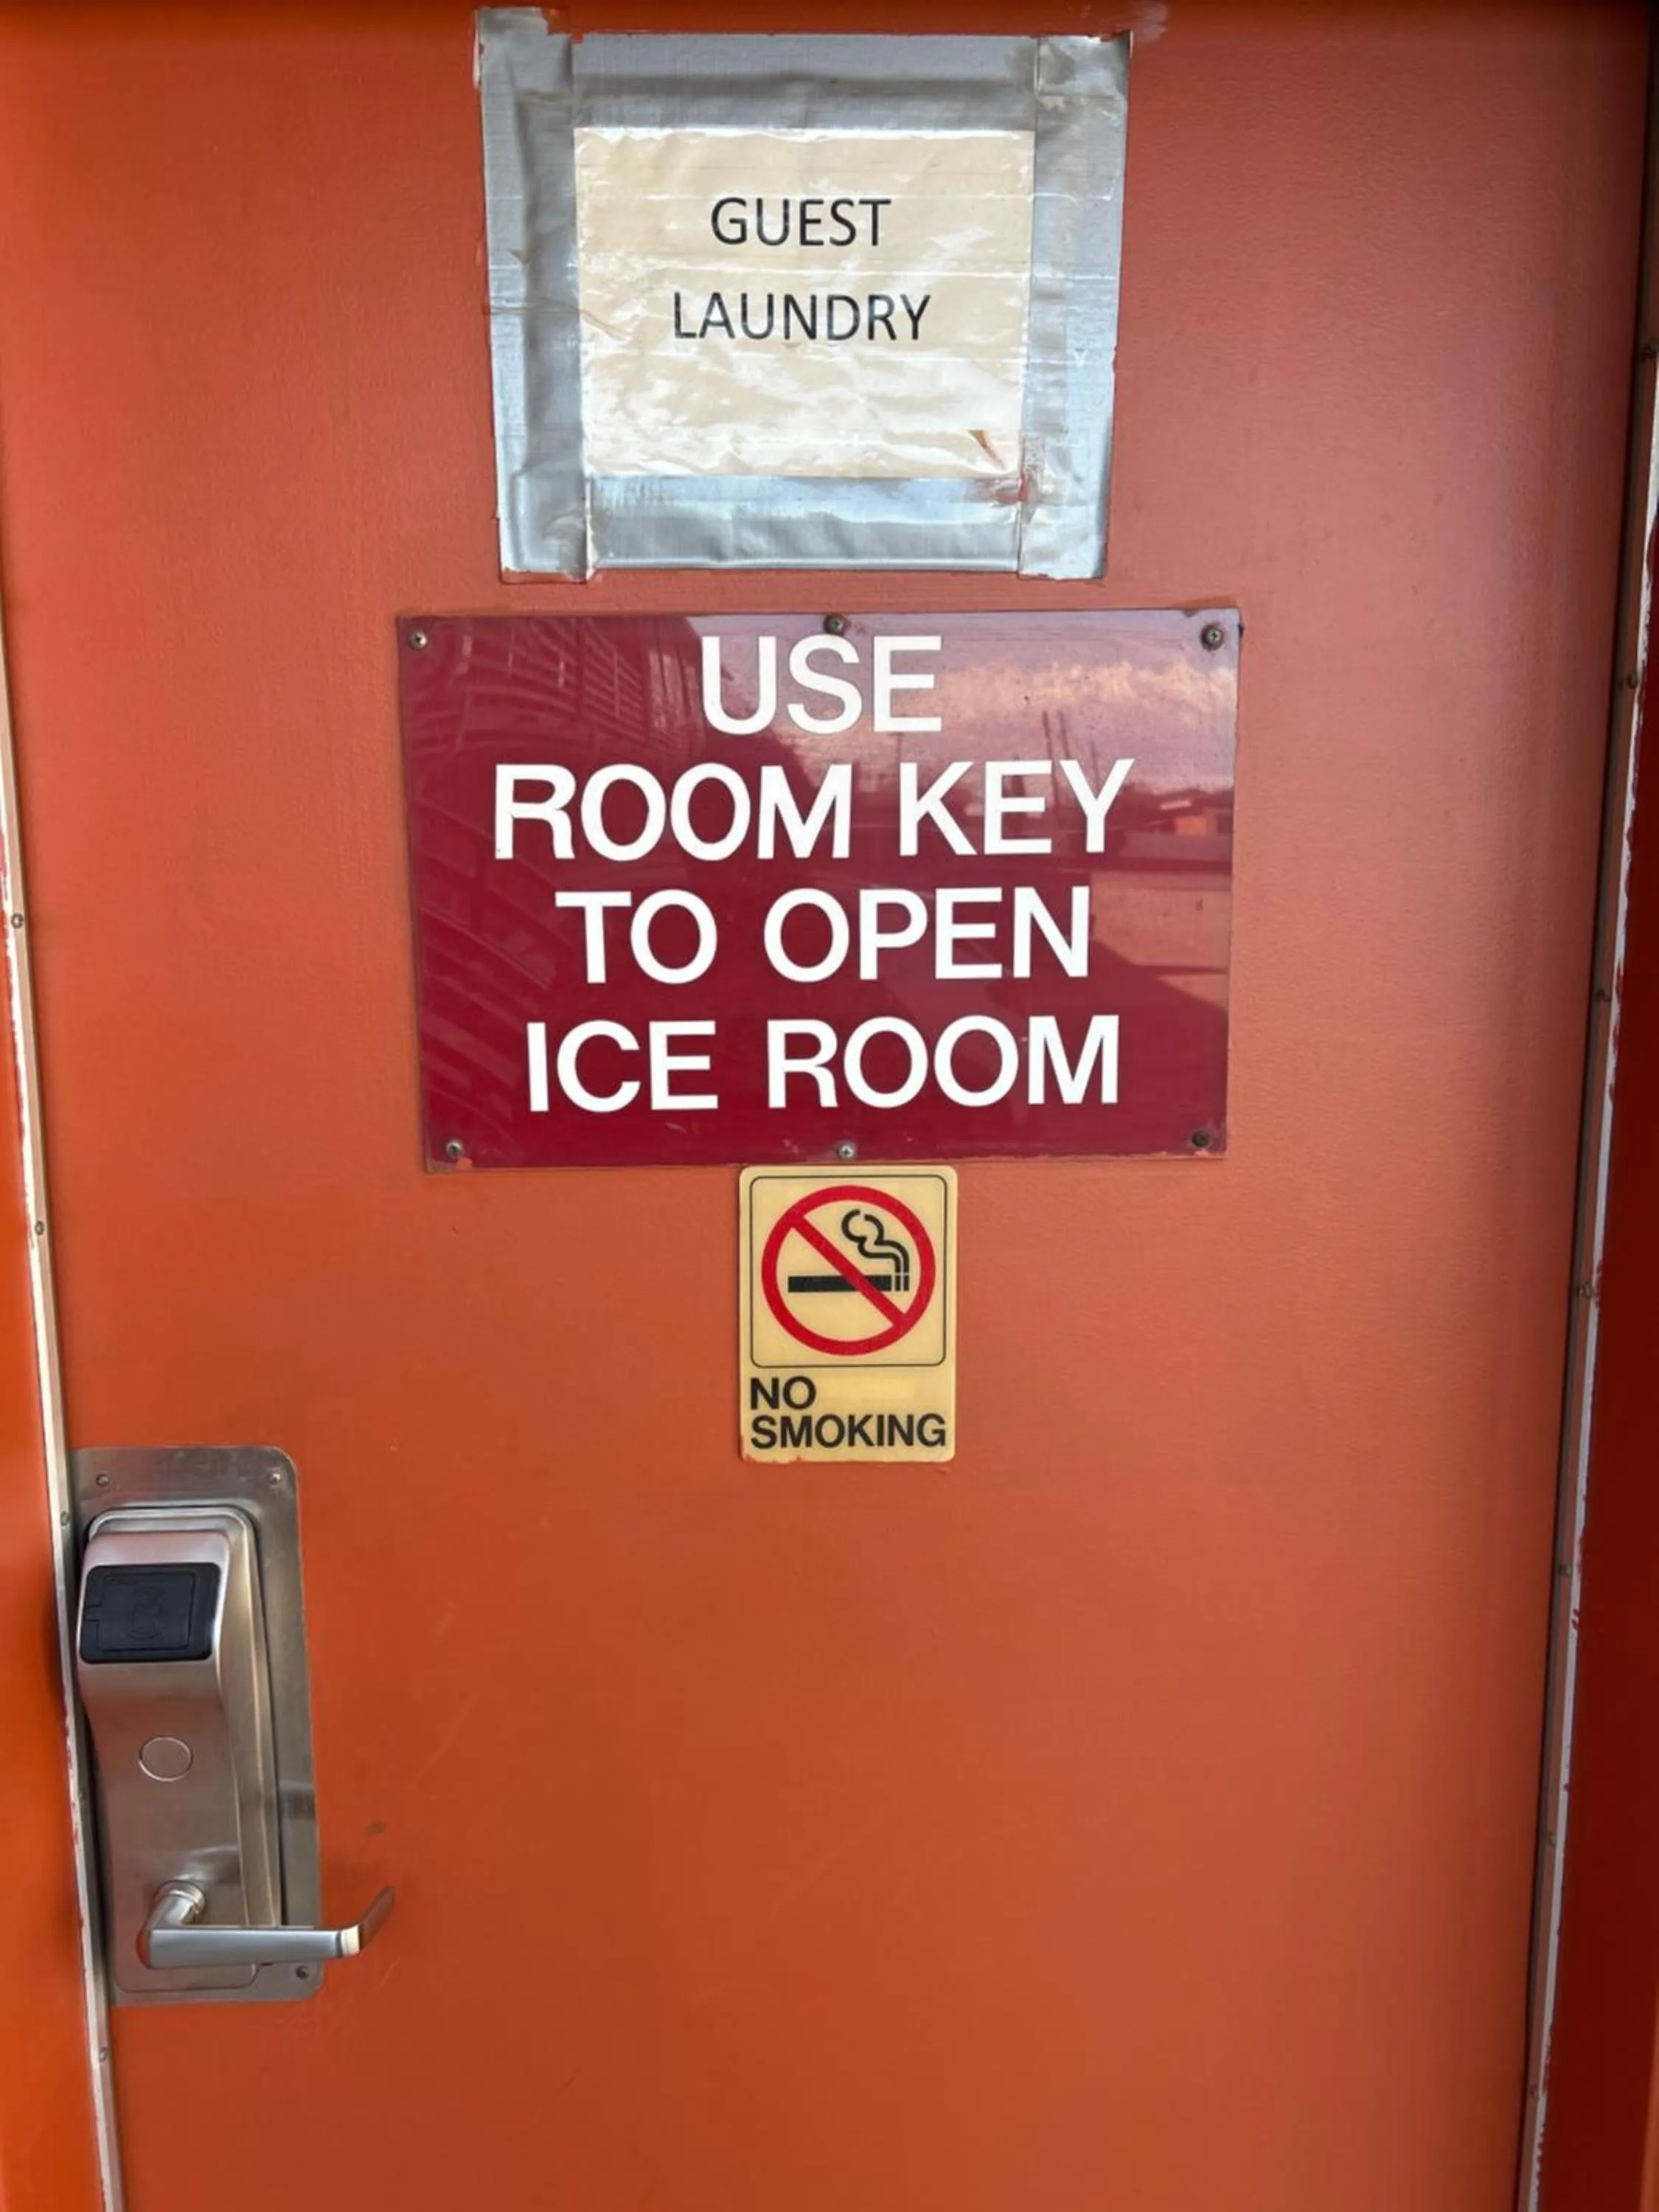 GUEST
LAUNDRY
USE
ROOM KEY
TO OPEN
ICE ROOM
NO
SMOKING